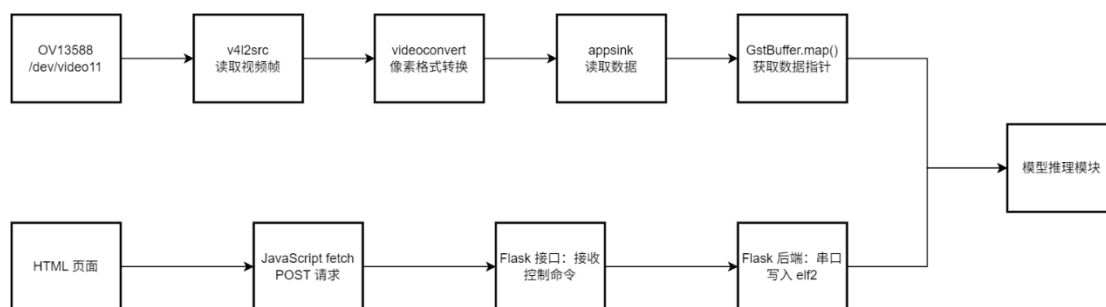 OV13588
/dev/video11
v4l2src
读取视频帧
videoconvert
像素格式转换
appsink
读取数据
GstBuffer.map()
获取数据指针
模型推理模块
HTML 页面
JavaScript fetch
POST 请求
Flask 接口：接收
控制命令
Flask 后端：串口
写入 elf2